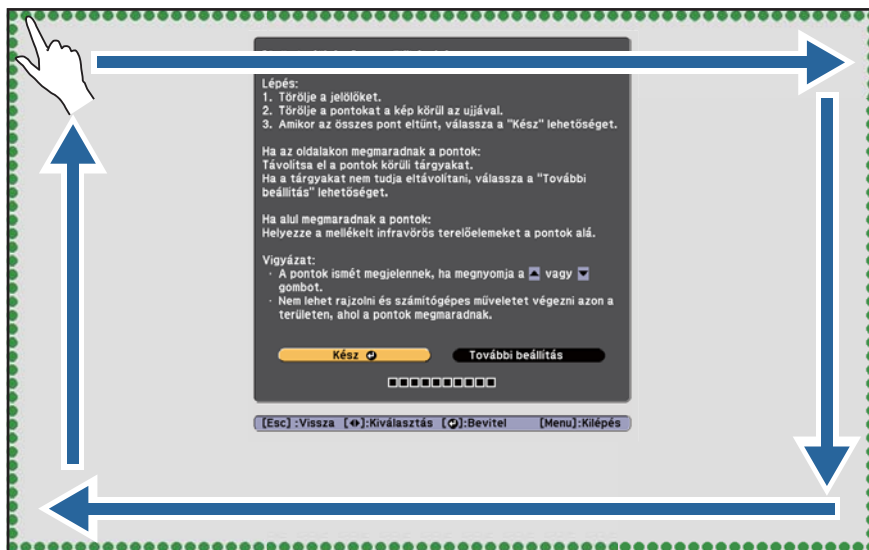 Lépés:
1. Törölje a jelölőket.
2. Törölje a pontokat a kép körül az ujjával.
3. Amikor az összes pont eltűnt, válassza a "Kész" lehetőséget.
Ha az oldalakon megmaradnak a pontok:
Távolítsa el a pontok körüli tárgyakat.
Ha a tárgyakat nem tudja eltávolítani, válassza a "További
beállítás" lehetőséget.
Ha alul megmaradnak a pontok:
Helyezze a mellékelt infravörös terelőelemeket a pontok alá.
Vigyázat:
· A pontok ismét megjelennek, ha megnyomja a ▲ vagy ▼
gombot.
· Nem lehet rajzolni és számítógépes műveletet végezni azon a
területen, ahol a pontok megmaradnak.
Kész
További beállítás
[Esc] :Vissza [◆]:Kiválasztás [⏎]:Bevitel [Menu]:Kilépés